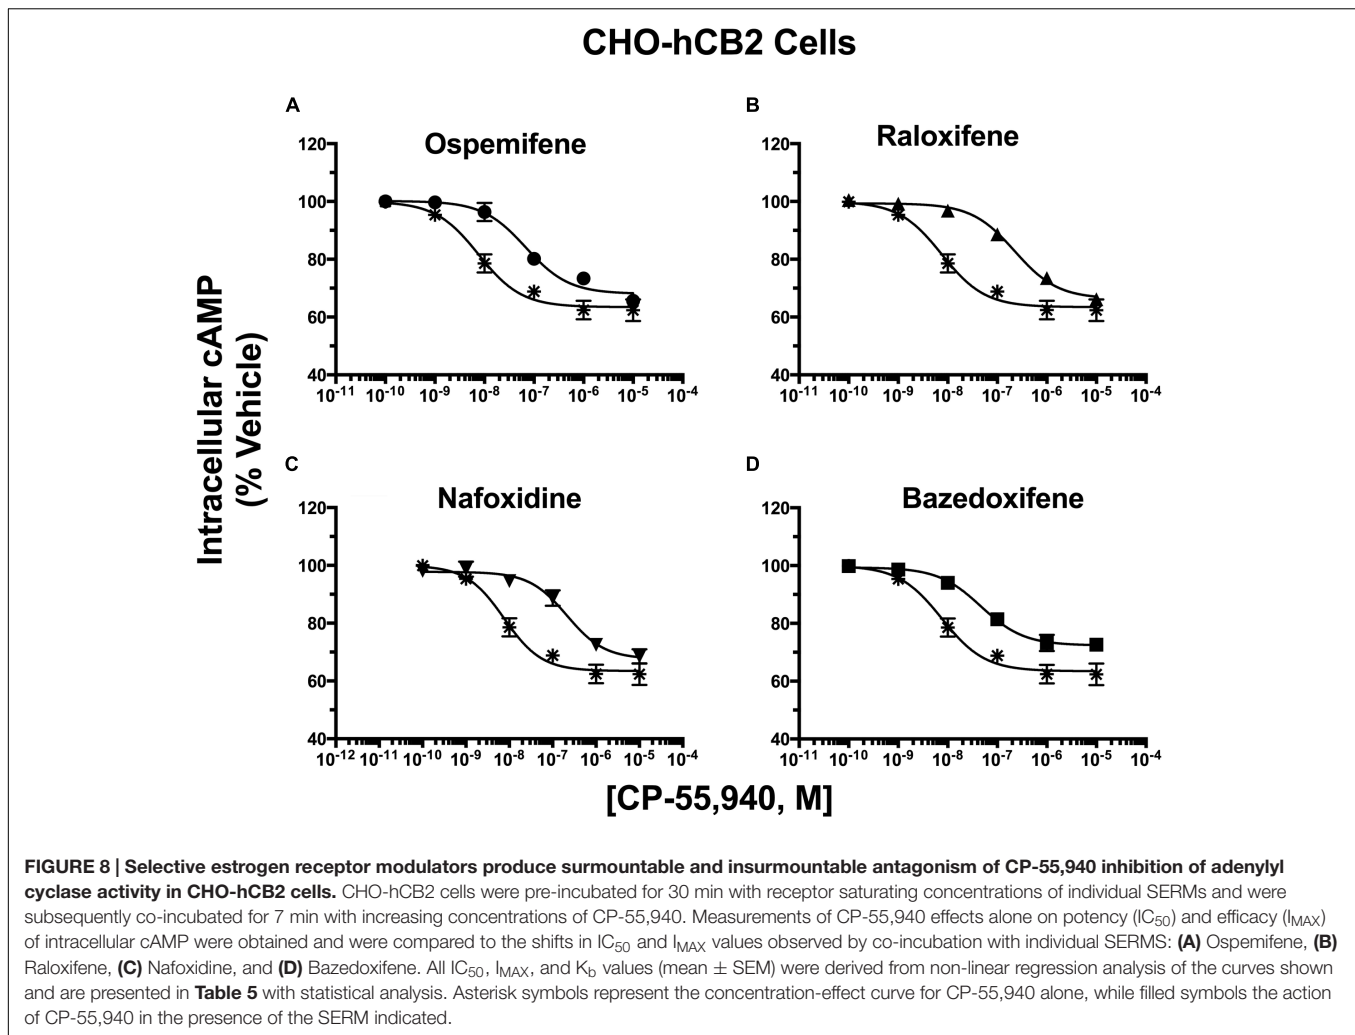 CHO-hCB2 Cells
A
Ospemifene
120
100
80
60
40
10-11 10-10 10-9 10-8 10-7 10-6 10-5 10-4
B
Raloxifene
120
100
80
60
40
10-11 10-10 10-9 10-8 10-7 10-6 10-5 10-4
Intracellular cAMP
(% Vehicle)
C
Nafoxidine
120
100
80
60
40
10-12 10-11 10-10 10-9 10-8 10-7 10-6 10-5 10-4
D
Bazedoxifene
120
100
80
60
40
10-11 10-10 10-9 10-8 10-7 10-6 10-5 10-4
[CP-55,940, M]
FIGURE 8 | Selective estrogen receptor modulators produce surmountable and insurmountable antagonism of CP-55,940 inhibition of adenylyl
cyclase activity in CHO-hCB2 cells. CHO-hCB2 cells were pre-incubated for 30 min with receptor saturating concentrations of individual SERMs and were
subsequently co-incubated for 7 min with increasing concentrations of CP-55,940. Measurements of CP-55,940 effects alone on potency (IC50) and efficacy (IMAX)
of intracellular cAMP were obtained and were compared to the shifts in IC50 and IMAX values observed by co-incubation with individual SERMS: (A) Ospemifene, (B)
Raloxifene, (C) Nafoxidine, and (D) Bazedoxifene. All IC50, IMAX, and Kb values (mean ± SEM) were derived from non-linear regression analysis of the curves shown
and are presented in Table 5 with statistical analysis. Asterisk symbols represent the concentration-effect curve for CP-55,940 alone, while filled symbols the action
of CP-55,940 in the presence of the SERM indicated.